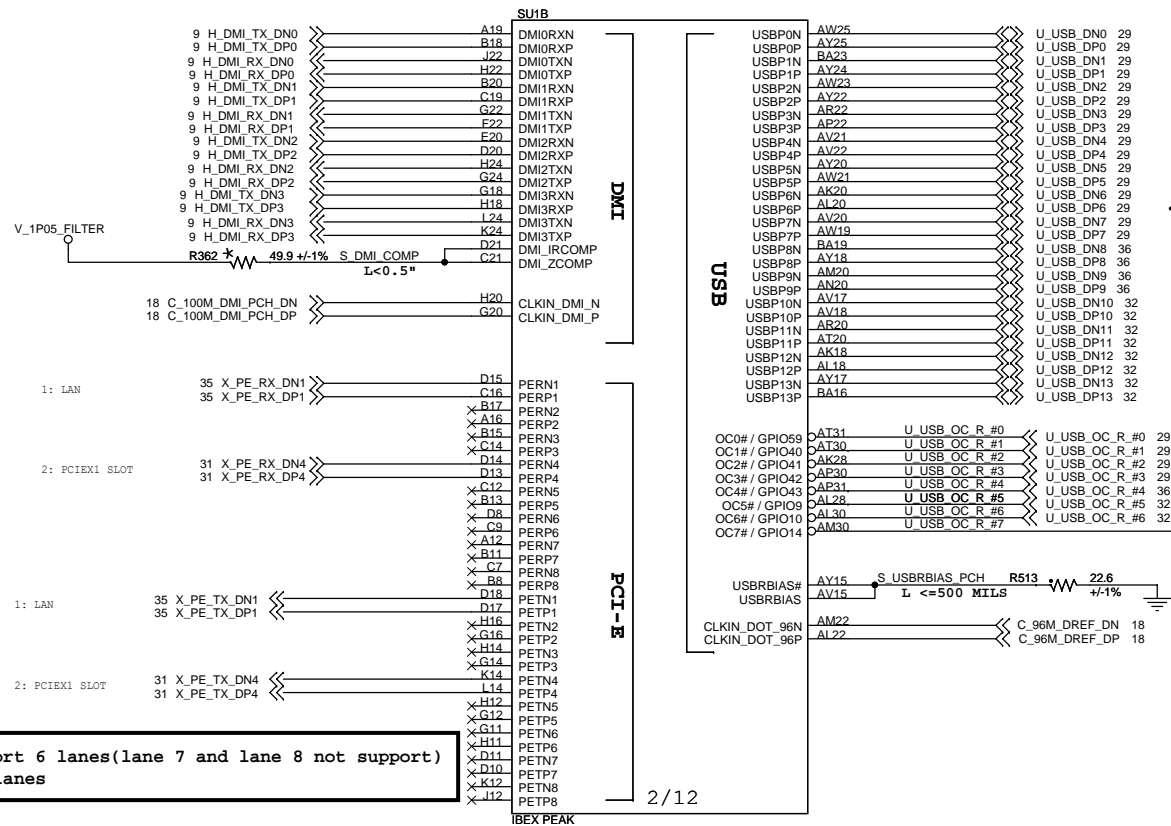 SU1B
9 H_DMI_TX_DN0 A19 DMI0RXN
9 H_DMI_TX_DP0 B18 DMI0RXP
9 H_DMI_RX_DN0 J22 DMI0TXN
9 H_DMI_RX_DP0 H22 DMI0TXP
9 H_DMI_TX_DN1 B20 DMI1RXN
9 H_DMI_TX_DP1 C19 DMI1RXP
9 H_DMI_RX_DN1 G22 DMI1TXN
9 H_DMI_RX_DP1 F22 DMI1TXP
9 H_DMI_TX_DN2 E20 DMI2RXN
9 H_DMI_TX_DP2 D20 DMI2RXP
9 H_DMI_RX_DN2 H24 DMI2TXN
9 H_DMI_RX_DP2 G24 DMI2TXP
9 H_DMI_TX_DN3 G18 DMI3RXN
9 H_DMI_TX_DP3 H18 DMI3RXP
9 H_DMI_RX_DN3 L24 DMI3TXN
9 H_DMI_RX_DP3 K24 DMI3TXP
V_1P05_FILTER
D21 DMI_IRCOMP
R362 * 49.9 +/-1% S_DMI_COMP C21 DMI_ZCOMP
L<0.5"
18 C_100M_DMI_PCH_DN H20 CLKIN_DMI_N
18 C_100M_DMI_PCH_DP G20 CLKIN_DMI_P
DMI
1: LAN
35 X_PE_RX_DN1 D15 PERN1
35 X_PE_RX_DP1 C16 PERP1
B17 PERN2
A16 PERP2
B15 PERN3
C14 PERP3
2: PCIEX1 SLOT
31 X_PE_RX_DN4 D14 PERN4
31 X_PE_RX_DP4 D13 PERP4
C12 PERN5
B13 PERP5
D8 PERN6
C9 PERP6
A12 PERN7
B11 PERP7
C7 PERN8
B8 PERP8
1: LAN
35 X_PE_TX_DN1 D18 PETN1
35 X_PE_TX_DP1 D17 PETP1
H16 PETN2
G16 PETP2
H14 PETN3
G14 PETP3
2: PCIEX1 SLOT
31 X_PE_TX_DN4 K14 PETN4
31 X_PE_TX_DP4 L14 PETP4
H12 PETN5
G12 PETP5
G11 PETN6
H11 PETP6
D11 PETN7
D10 PETP7
K12 PETN8
J12 PETP8
PCI-E
ort 6 lanes(lane 7 and lane 8 not support)
lanes
USB
USBP0N AW25 U_USB_DN0 29
USBP0P AY25 U_USB_DP0 29
USBP1N BA23 U_USB_DN1 29
USBP1P AY24 U_USB_DP1 29
USBP2N AW23 U_USB_DN2 29
USBP2P AY22 U_USB_DP2 29
USBP3N AR22 U_USB_DN3 29
USBP3P AP22 U_USB_DP3 29
USBP4N AV21 U_USB_DN4 29
USBP4P AV22 U_USB_DP4 29
USBP5N AY20 U_USB_DN5 29
USBP5P AW21 U_USB_DP5 29
USBP6N AK20 U_USB_DN6 29
USBP6P AL20 U_USB_DP6 29
USBP7N AV20 U_USB_DN7 29
USBP7P AW19 U_USB_DP7 29
USBP8N BA19 U_USB_DN8 36
USBP8P AY18 U_USB_DP8 36
USBP9N AM20 U_USB_DN9 36
USBP9P AN20 U_USB_DP9 36
USBP10N AV17 U_USB_DN10 32
USBP10P AV18 U_USB_DP10 32
USBP11N AR20 U_USB_DN11 32
USBP11P AT20 U_USB_DP11 32
USBP12N AK18 U_USB_DN12 32
USBP12P AL18 U_USB_DP12 32
USBP13N AY17 U_USB_DN13 32
USBP13P BA16 U_USB_DP13 32
OC0# / GPIO59 AT31 U_USB_OC_R_#0 U_USB_OC_R_#0 29
OC1# / GPIO40 AT30 U_USB_OC_R_#1 U_USB_OC_R_#1 29
OC2# / GPIO41 AK28 U_USB_OC_R_#2 U_USB_OC_R_#2 29
OC3# / GPIO42 AP30 U_USB_OC_R_#3 U_USB_OC_R_#3 29
OC4# / GPIO43 AP31 U_USB_OC_R_#4 U_USB_OC_R_#4 36
OC5# / GPIO9 AL28 U_USB_OC_R_#5 U_USB_OC_R_#5 32
OC6# / GPIO10 AL30 U_USB_OC_R_#6 U_USB_OC_R_#6 32
OC7# / GPIO14 AM30 U_USB_OC_R_#7
USBRBIAS# AY15 S_USBRBIAS_PCH R513 22.6
USBRBIAS AV15 L <=500 MILS +/-1%
CLKIN_DOT_96N AM22 C_96M_DREF_DN 18
CLKIN_DOT_96P AL22 C_96M_DREF_DP 18
2/12
IBEX PEAK